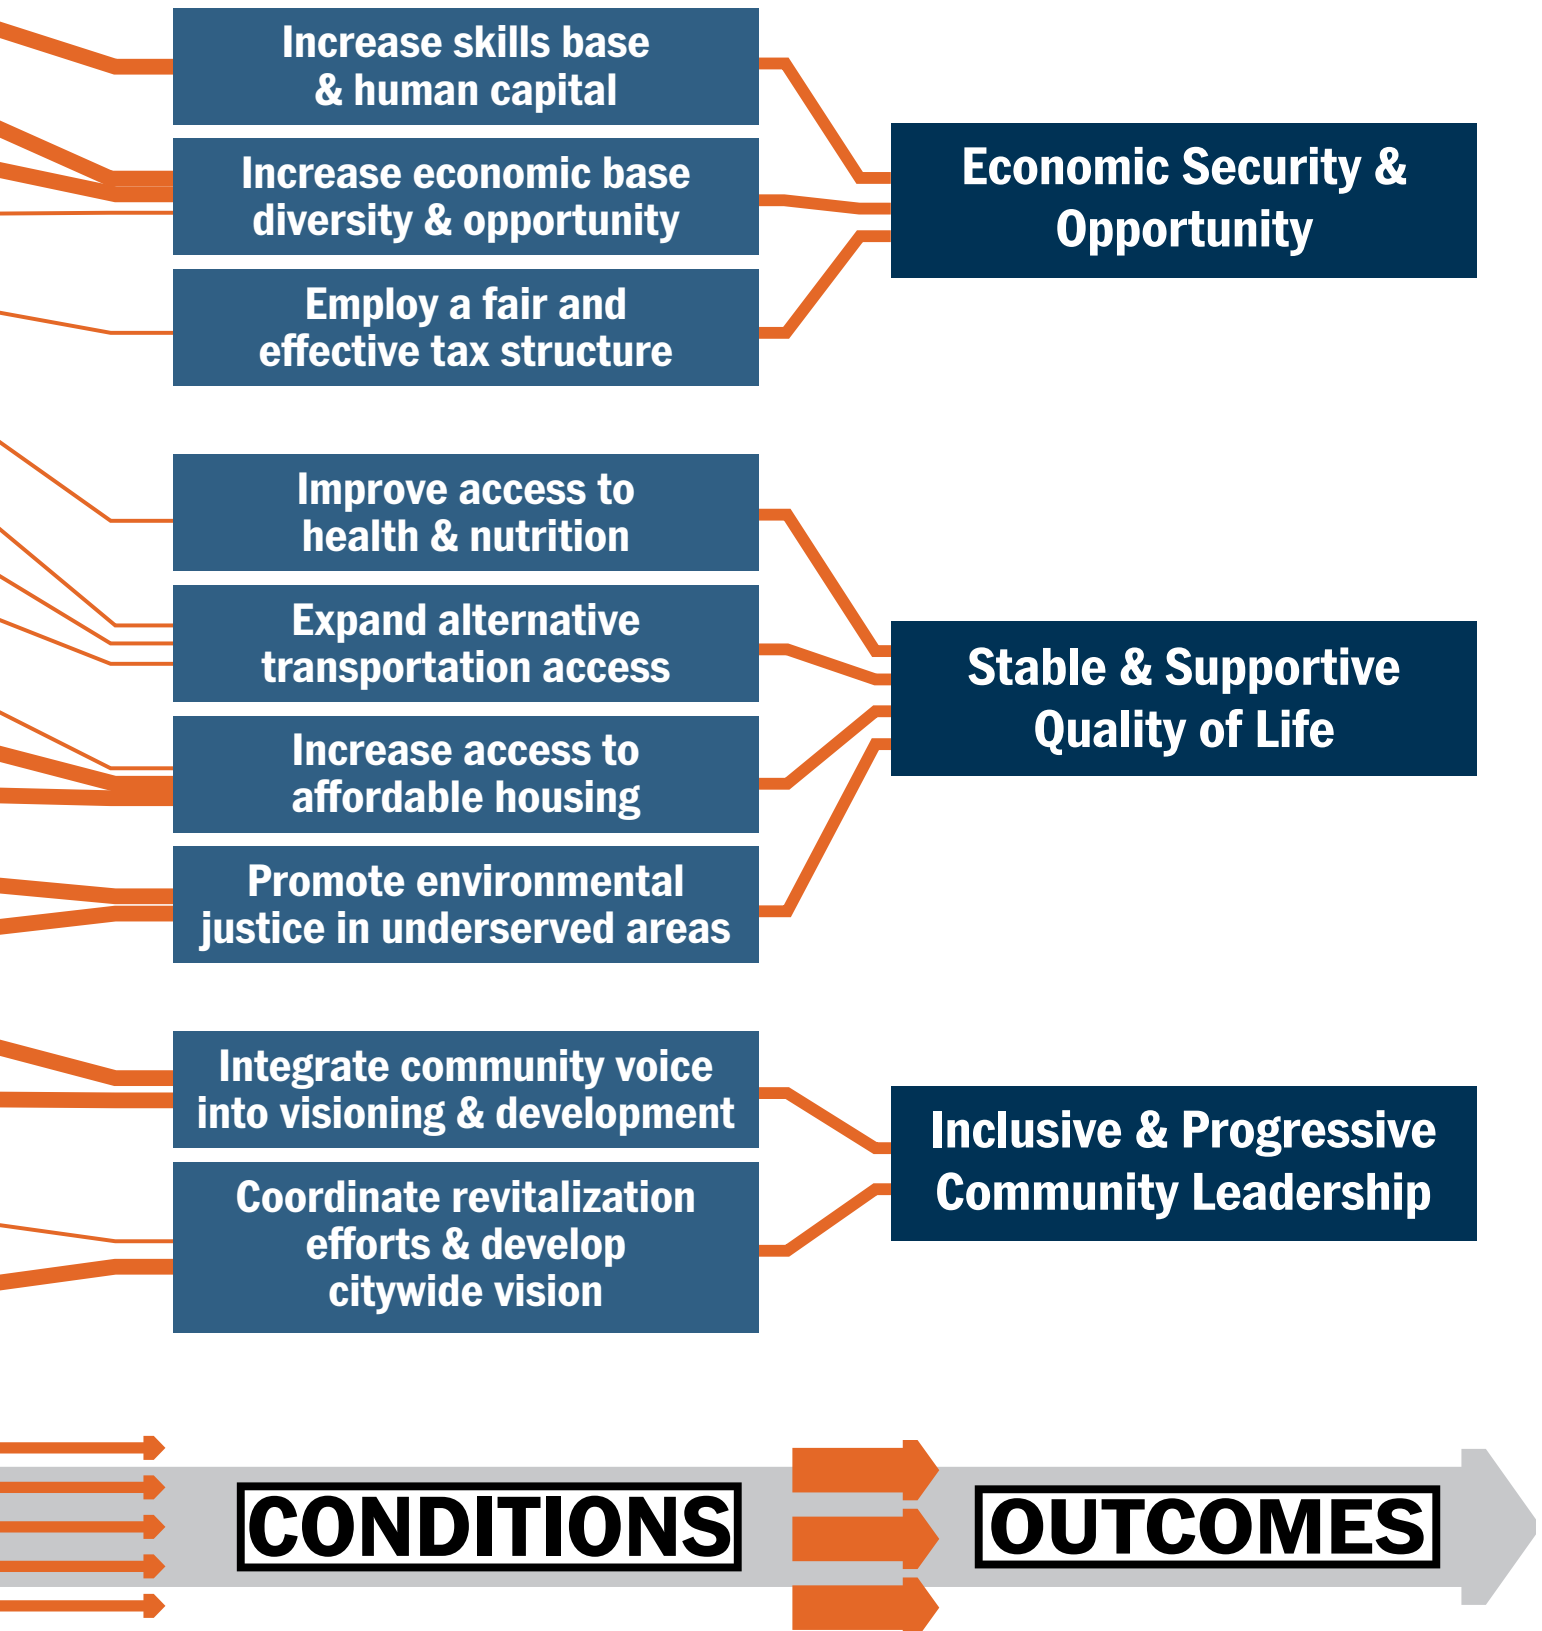 Increase skills base
& human capital
Increase economic base
diversity & opportunity
Employ a fair and
effective tax structure
Economic Security &
Opportunity
Improve access to
health & nutrition
Expand alternative
transportation access
Increase access to
affordable housing
Promote environmental
justice in underserved areas
Stable & Supportive
Quality of Life
Integrate community voice
into visioning & development
Coordinate revitalization
efforts & develop
citywide vision
Inclusive & Progressive
Community Leadership
CONDITIONS
OUTCOMES